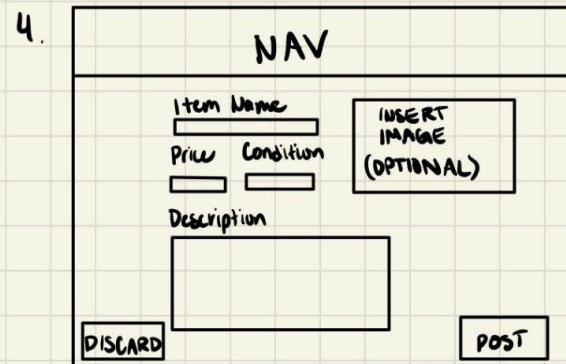 4.
NAV
Item Name
Price Condition
Description
INSERT
IMAGE
(OPTIONAL)
DISCARD
POST